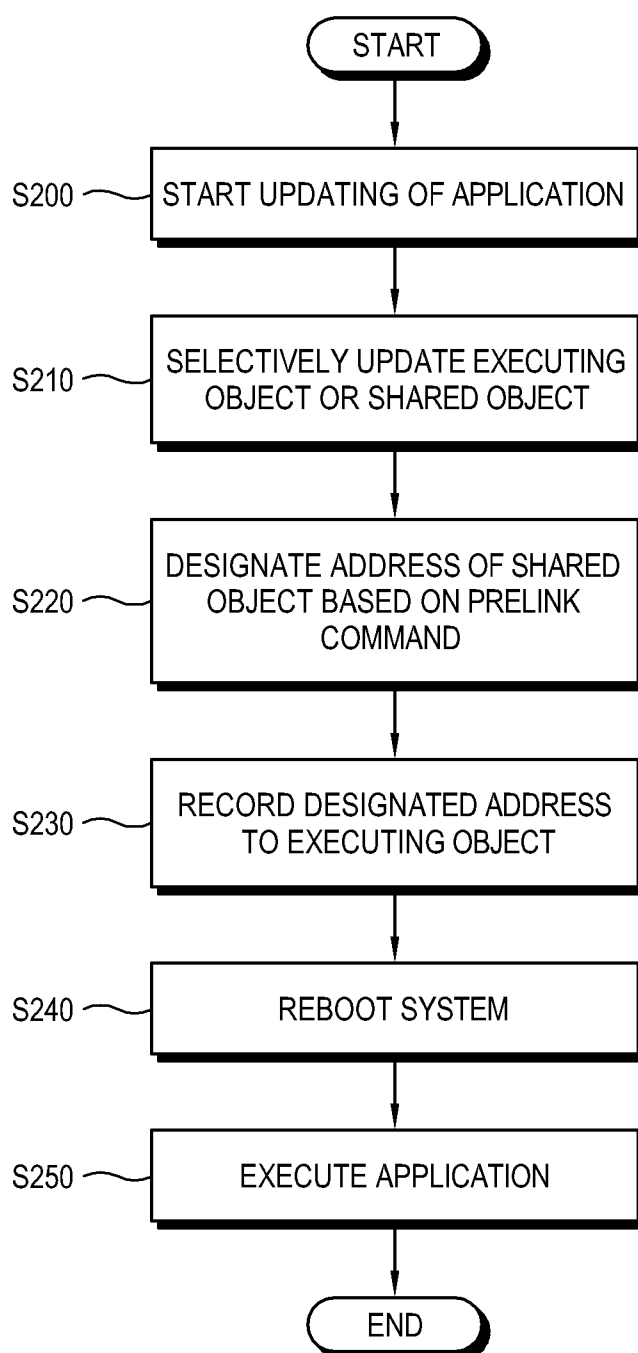 START
S200
START UPDATING OF APPLICATION
S210
SELECTIVELY UPDATE EXECUTING
OBJECT OR SHARED OBJECT
S220
DESIGNATE ADDRESS OF SHARED
OBJECT BASED ON PRELINK
COMMAND
S230
RECORD DESIGNATED ADDRESS
TO EXECUTING OBJECT
S240
REBOOT SYSTEM
S250
EXECUTE APPLICATION
END